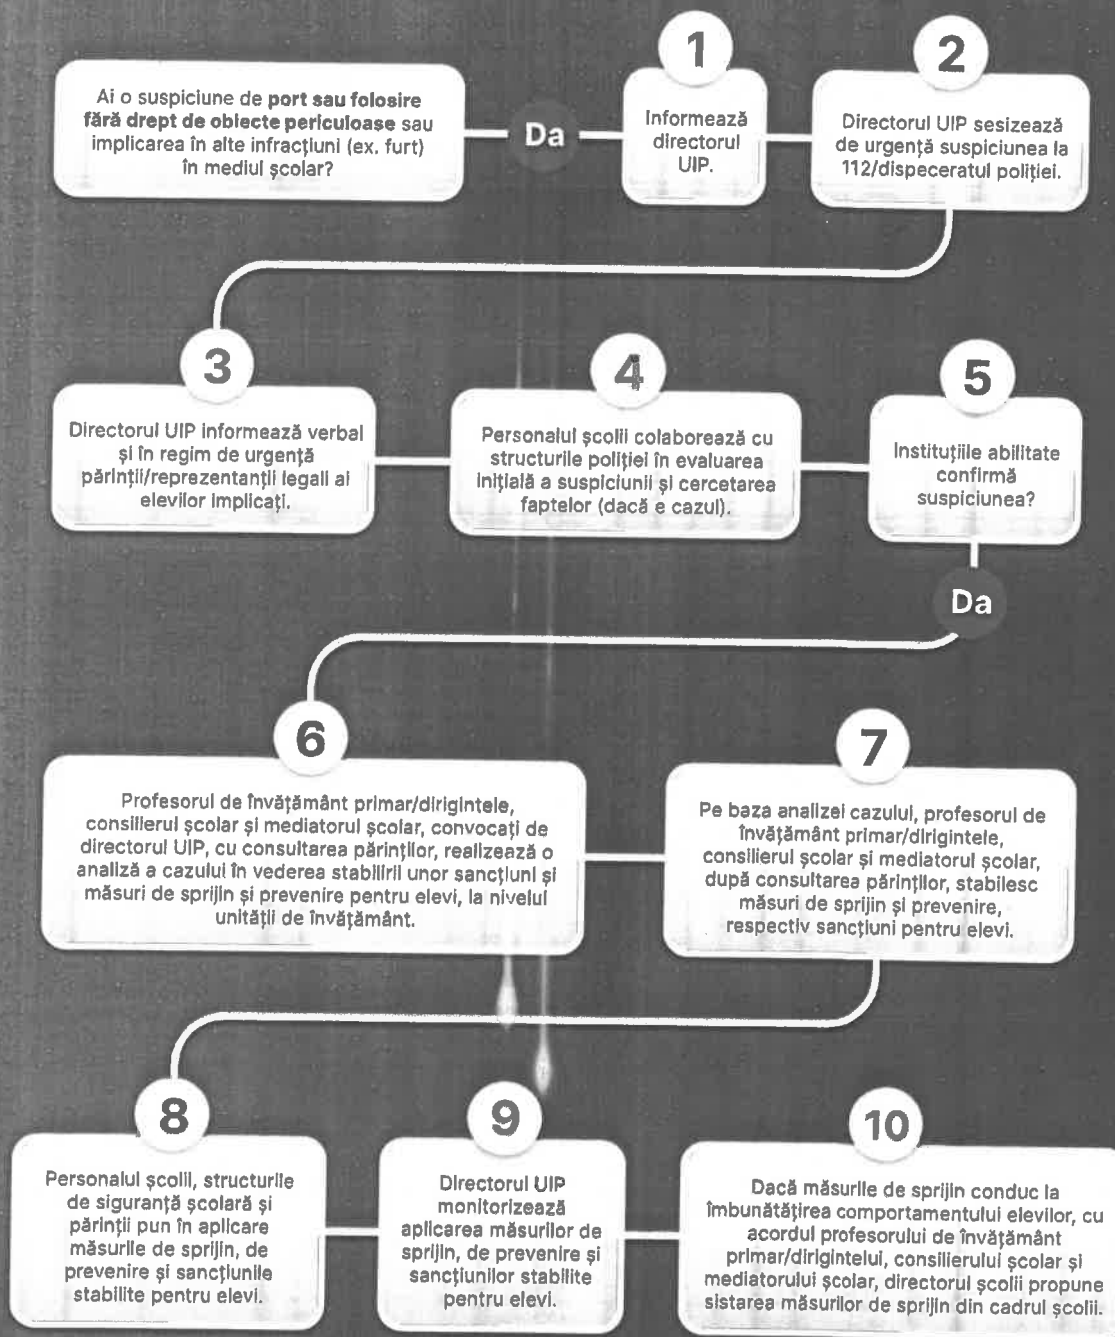 Ai o suspiciune de port sau folosire
fără drept de obiecte periculoase sau
implicarea în alte infracțiuni (ex. furt)
în mediul școlar?
Da
1
Informează
directorul
UIP.
2
Directorul UIP sesizează
de urgență suspiciunea la
112/dispeceratul poliției.
3
Directorul UIP informează verbal
și în regim de urgență
părinții/reprezentanții legali ai
elevilor implicați.
4
Personalul școlii colaborează cu
structurile poliției în evaluarea
inițială a suspiciunii și cercetarea
faptelor (dacă e cazul).
5
Instituțiile abilitate
confirmă
suspiciunea?
Da
6
Profesorul de învățământ primar/dirigintele,
consilierul școlar și mediatorul școlar, convocați de
directorul UIP, cu consultarea părinților, realizează o
analiză a cazului în vederea stabilirii unor sancțiuni și
măsuri de sprijin și prevenire pentru elevi, la nivelul
unității de învățământ.
7
Pe baza analizei cazului, profesorul de
învățământ primar/dirigintele,
consilierul școlar și mediatorul școlar,
după consultarea părinților, stabilesc
măsuri de sprijin și prevenire,
respectiv sancțiuni pentru elevi.
8
Personalul școlii, structurile
de siguranță școlară și
părinții pun în aplicare
măsurile de sprijin, de
prevenire și sancțiunile
stabilite pentru elevi.
9
Directorul UIP
monitorizează
aplicarea măsurilor de
sprijin, de prevenire și
sancțiunilor stabilite
pentru elevi.
10
Dacă măsurile de sprijin conduc la
îmbunătățirea comportamentului elevilor, cu
acordul profesorului de învățământ
primar/dirigintelui, consilierului școlar și
mediatorului școlar, directorul școlii propune
sistarea măsurilor de sprijin din cadrul școlii.